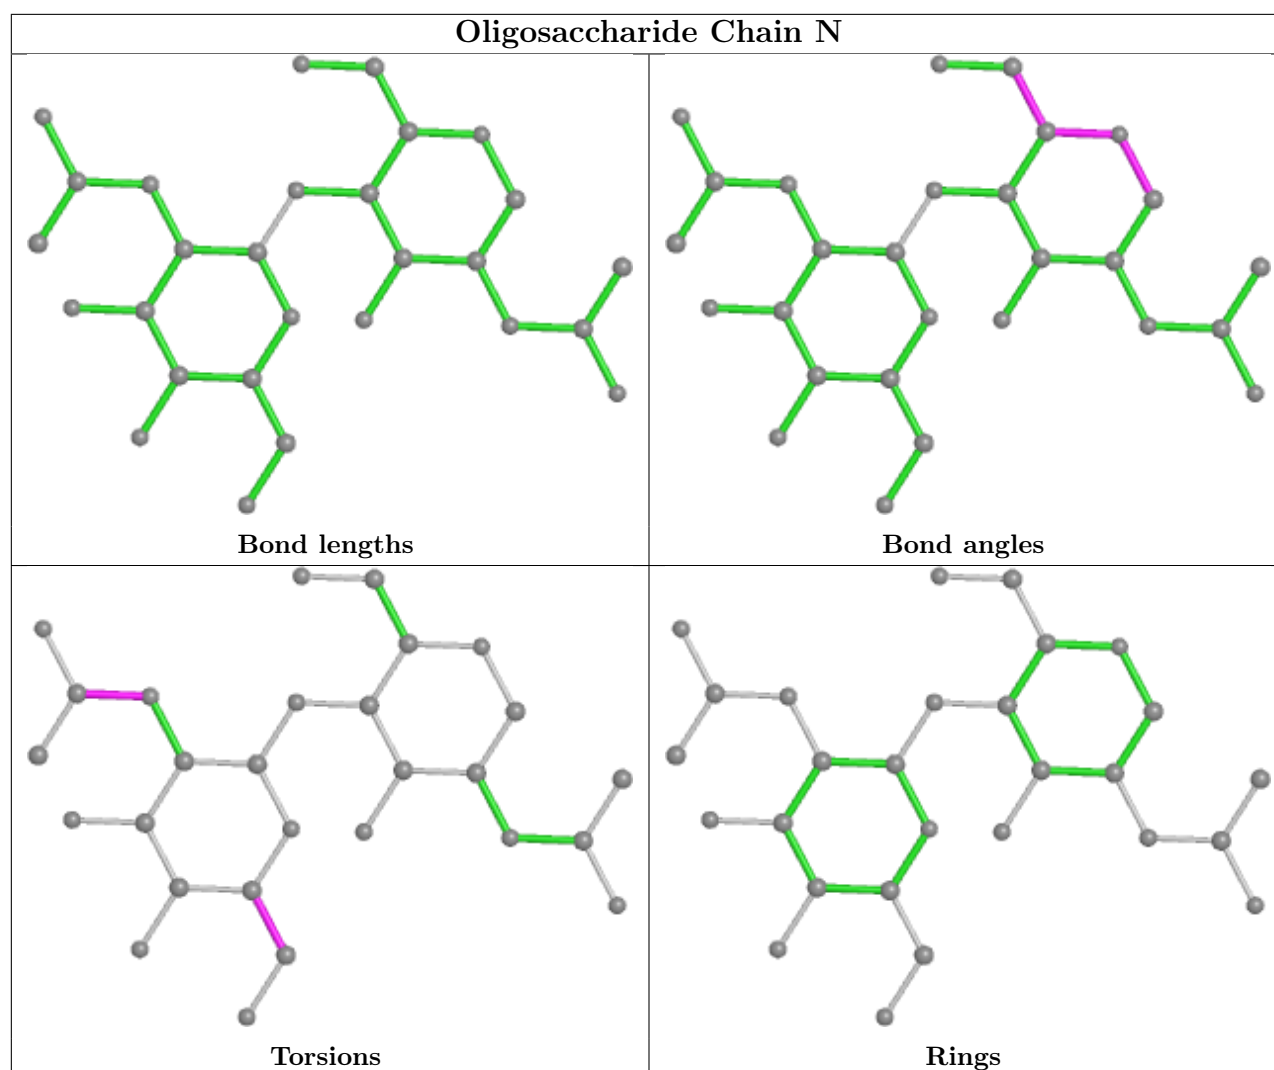 Oligosaccharide Chain N
Bond lengths
Bond angles
Torsions
Rings